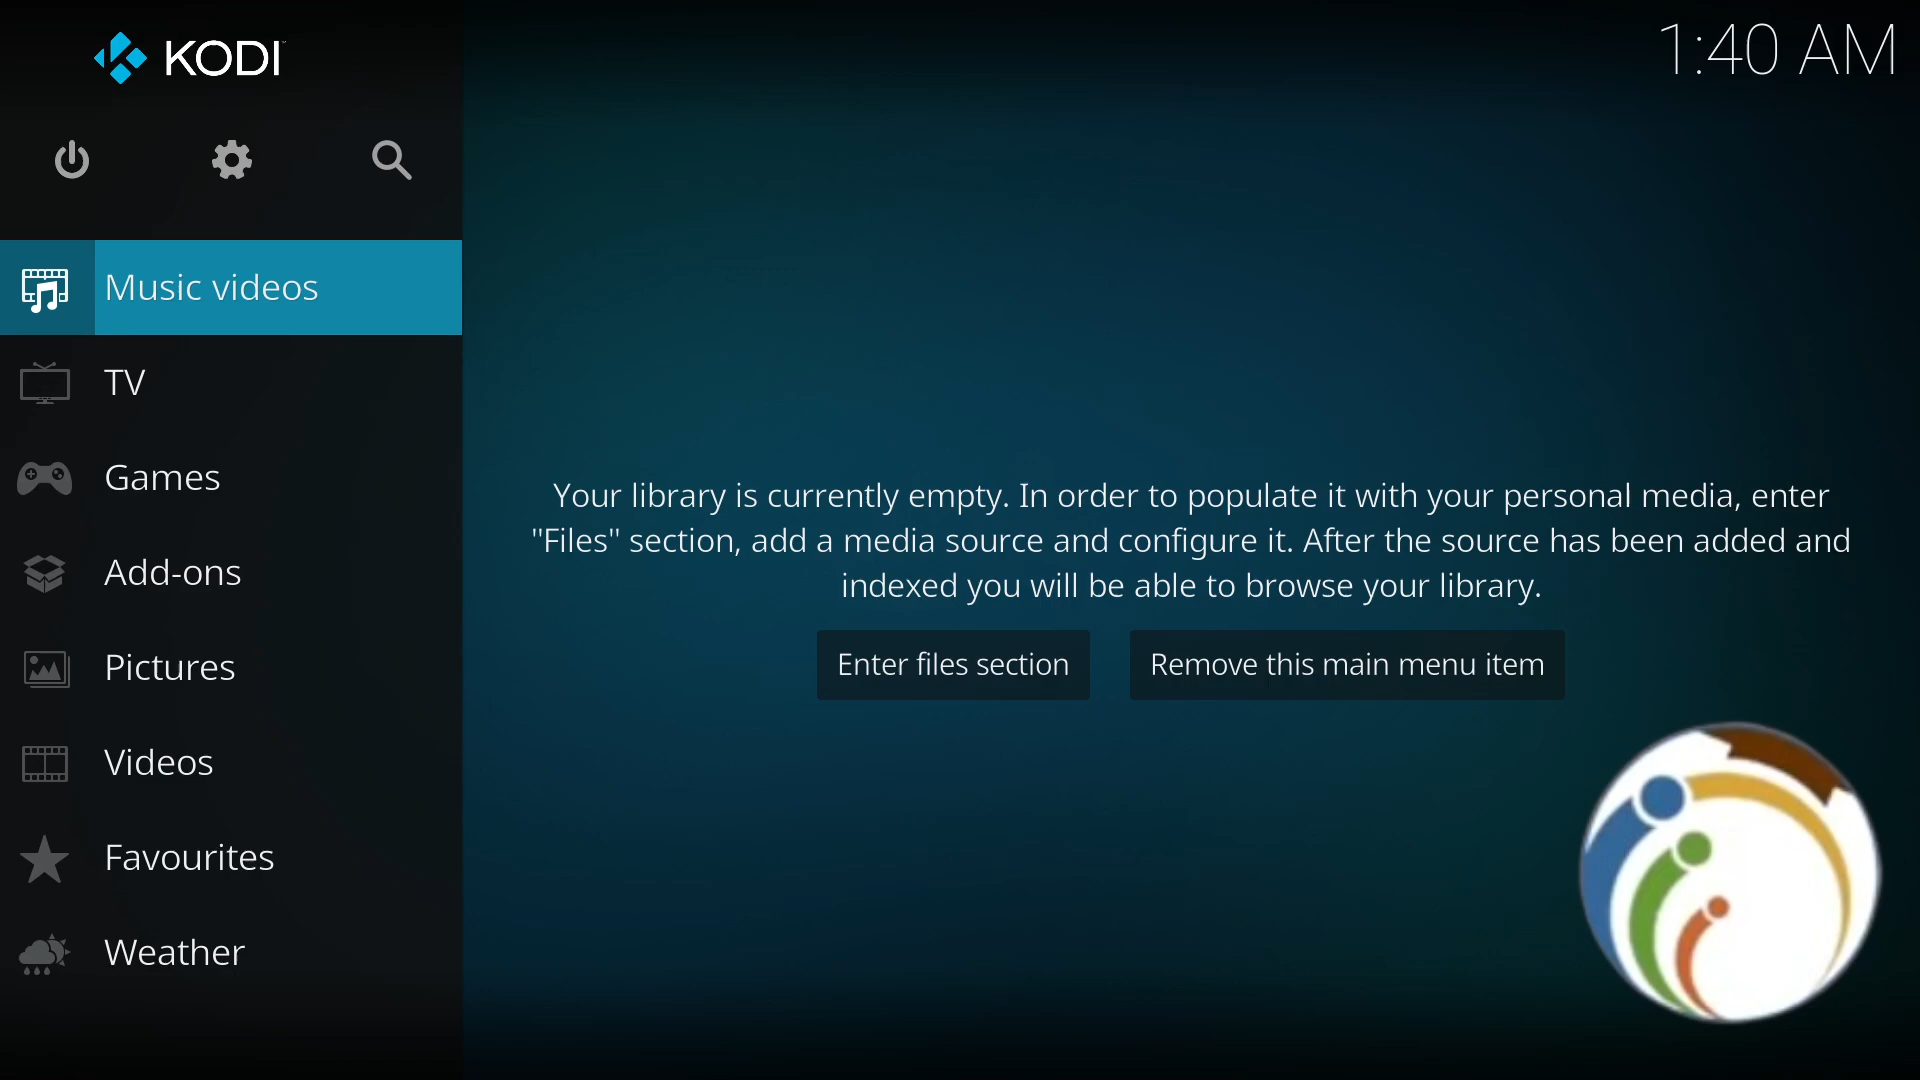 KODI
1:40 AM
Music videos
TV
Games
Add-ons
Pictures
Videos
Favourites
Weather
Your library is currently empty. In order to populate it with your personal media, enter
"Files" section, add a media source and configure it. After the source has been added and
indexed you will be able to browse your library.
Enter files section
Remove this main menu item